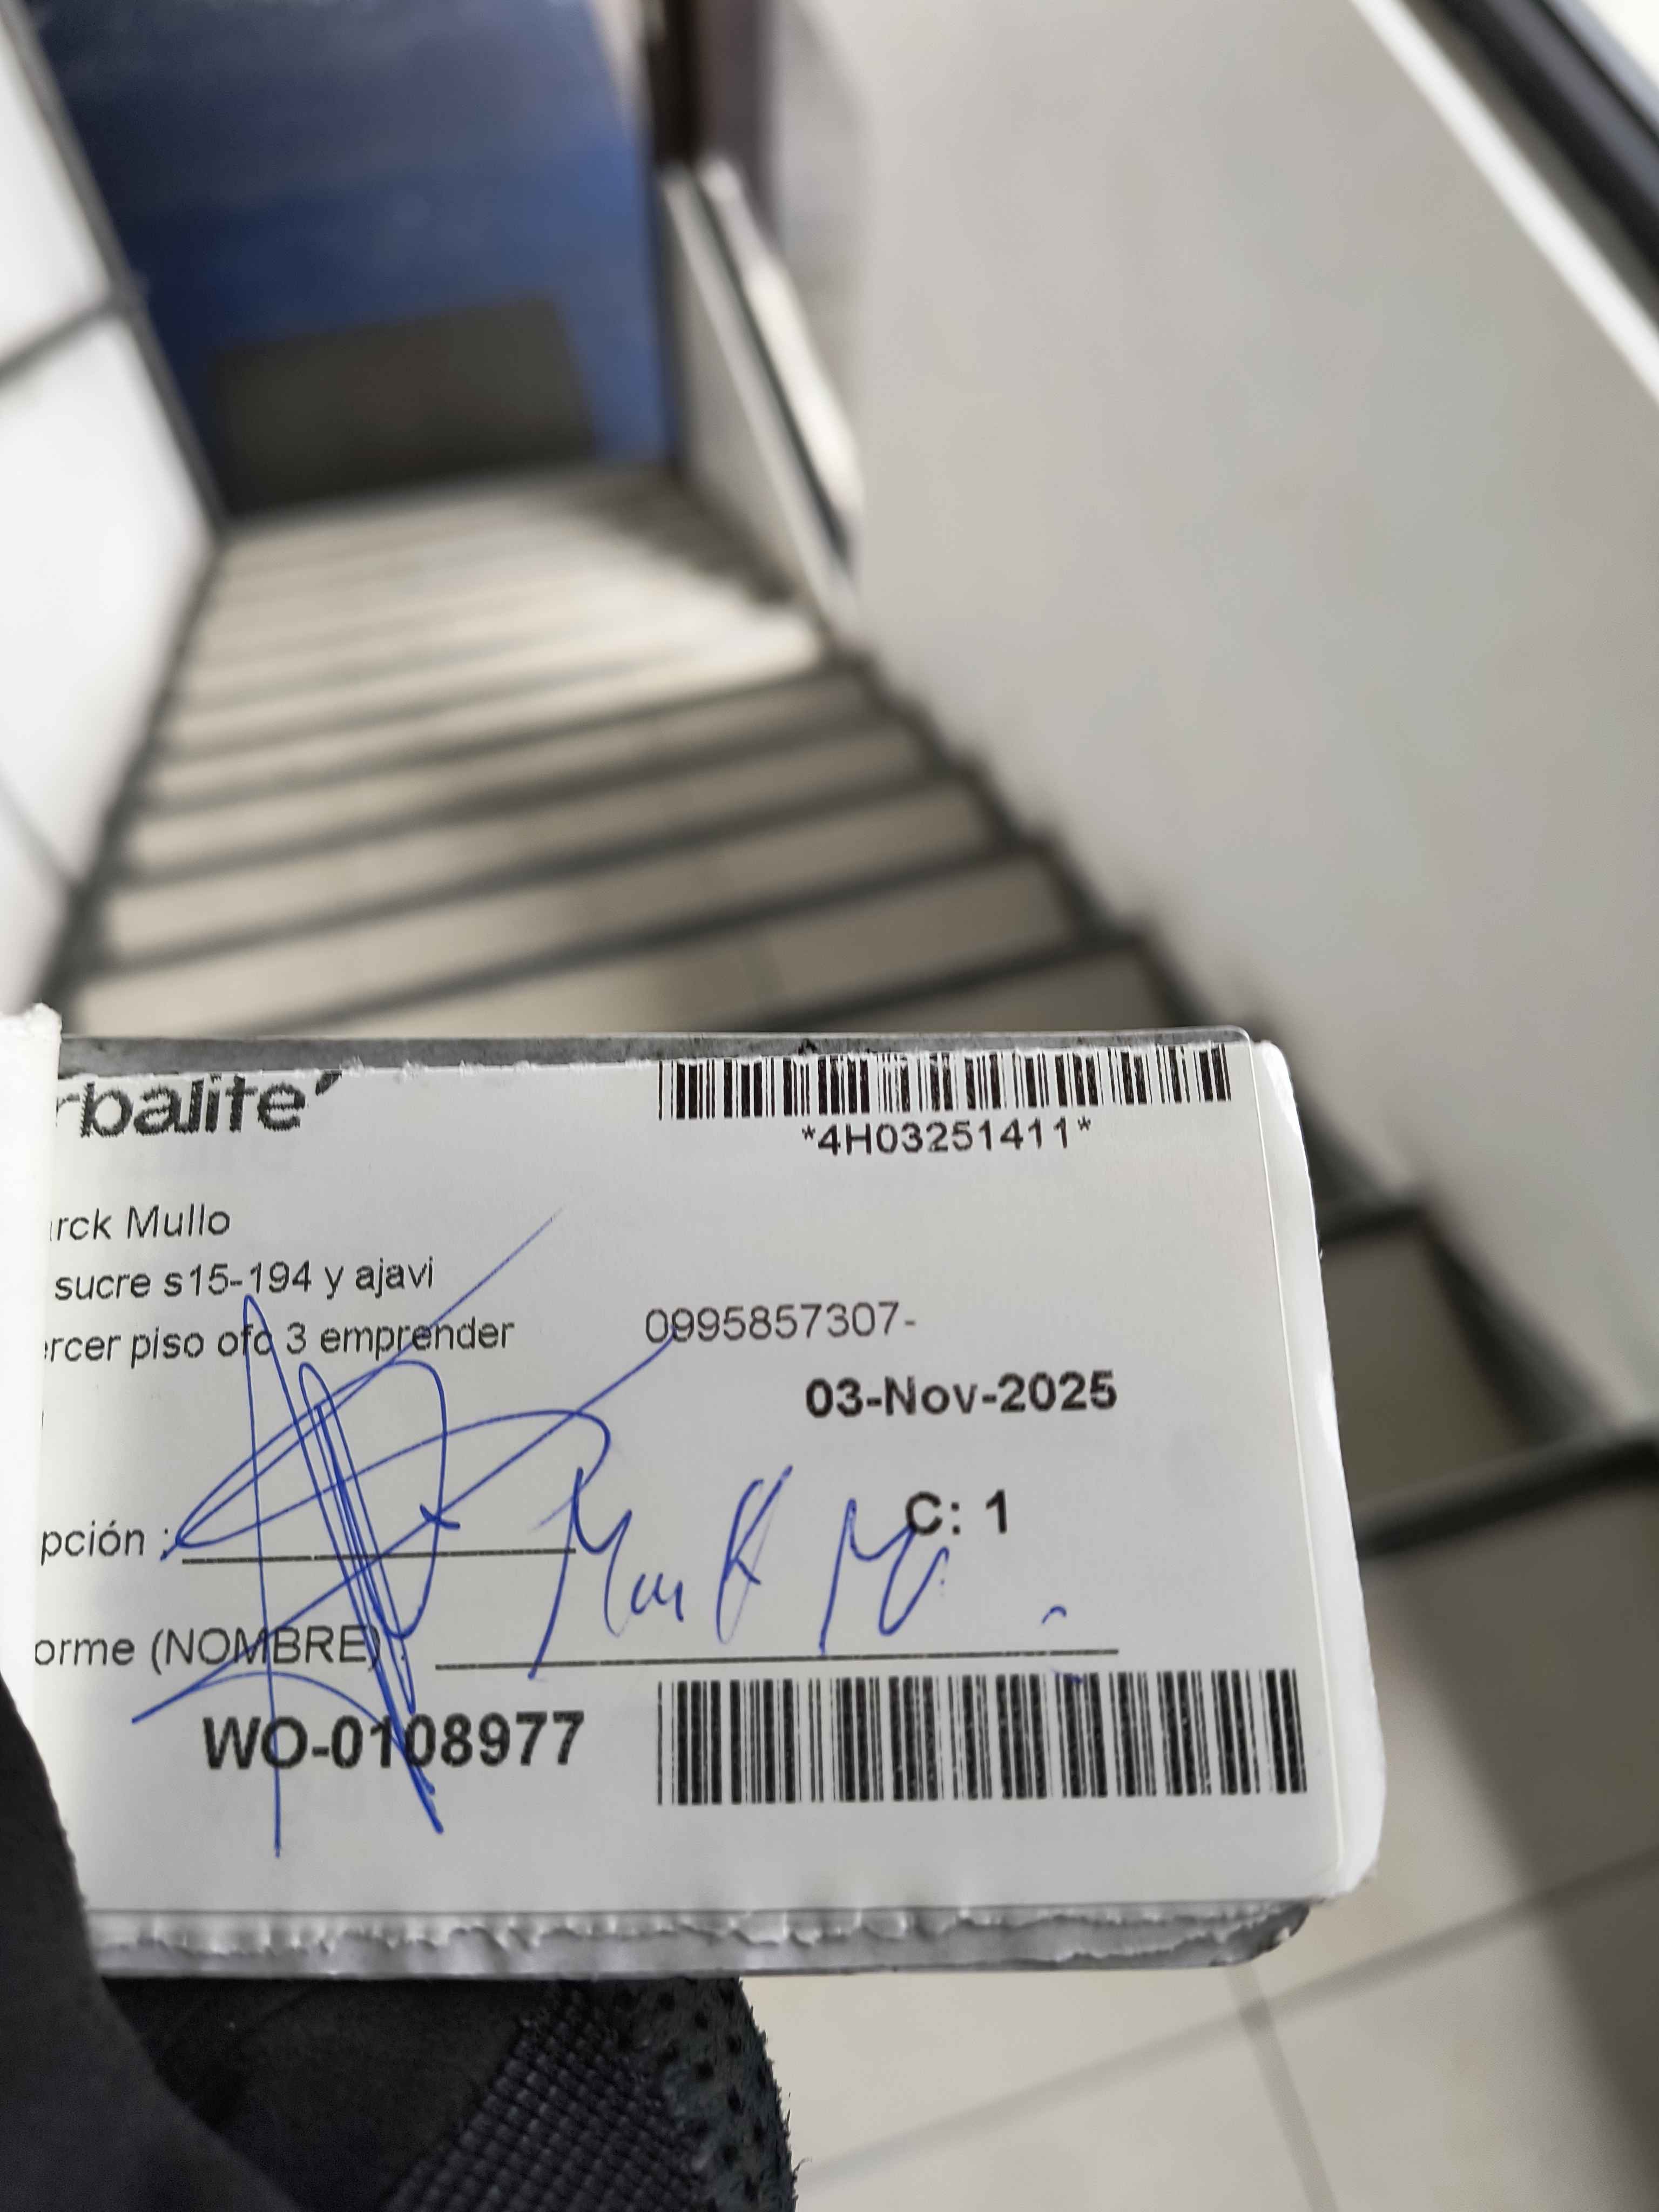 rbalife
*4H03251411*
rck Mullo
sucre s15-194 y ajavi
ercer piso ofc 3 emprender
0995857307-
03-Nov-2025
C: 1
pción :
orme (NOMBRE)
WO-0108977